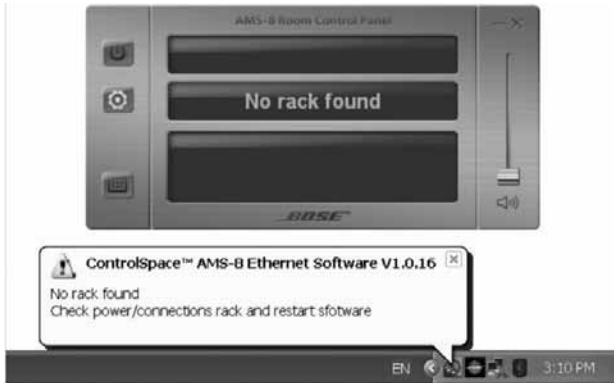 AMS-8 Room Control Panel
No rack found
BOSE
ControlSpace™ AMS-8 Ethernet Software V1.0.16
No rack found
Check power/connections rack and restart sfotware
EN
3:10 PM